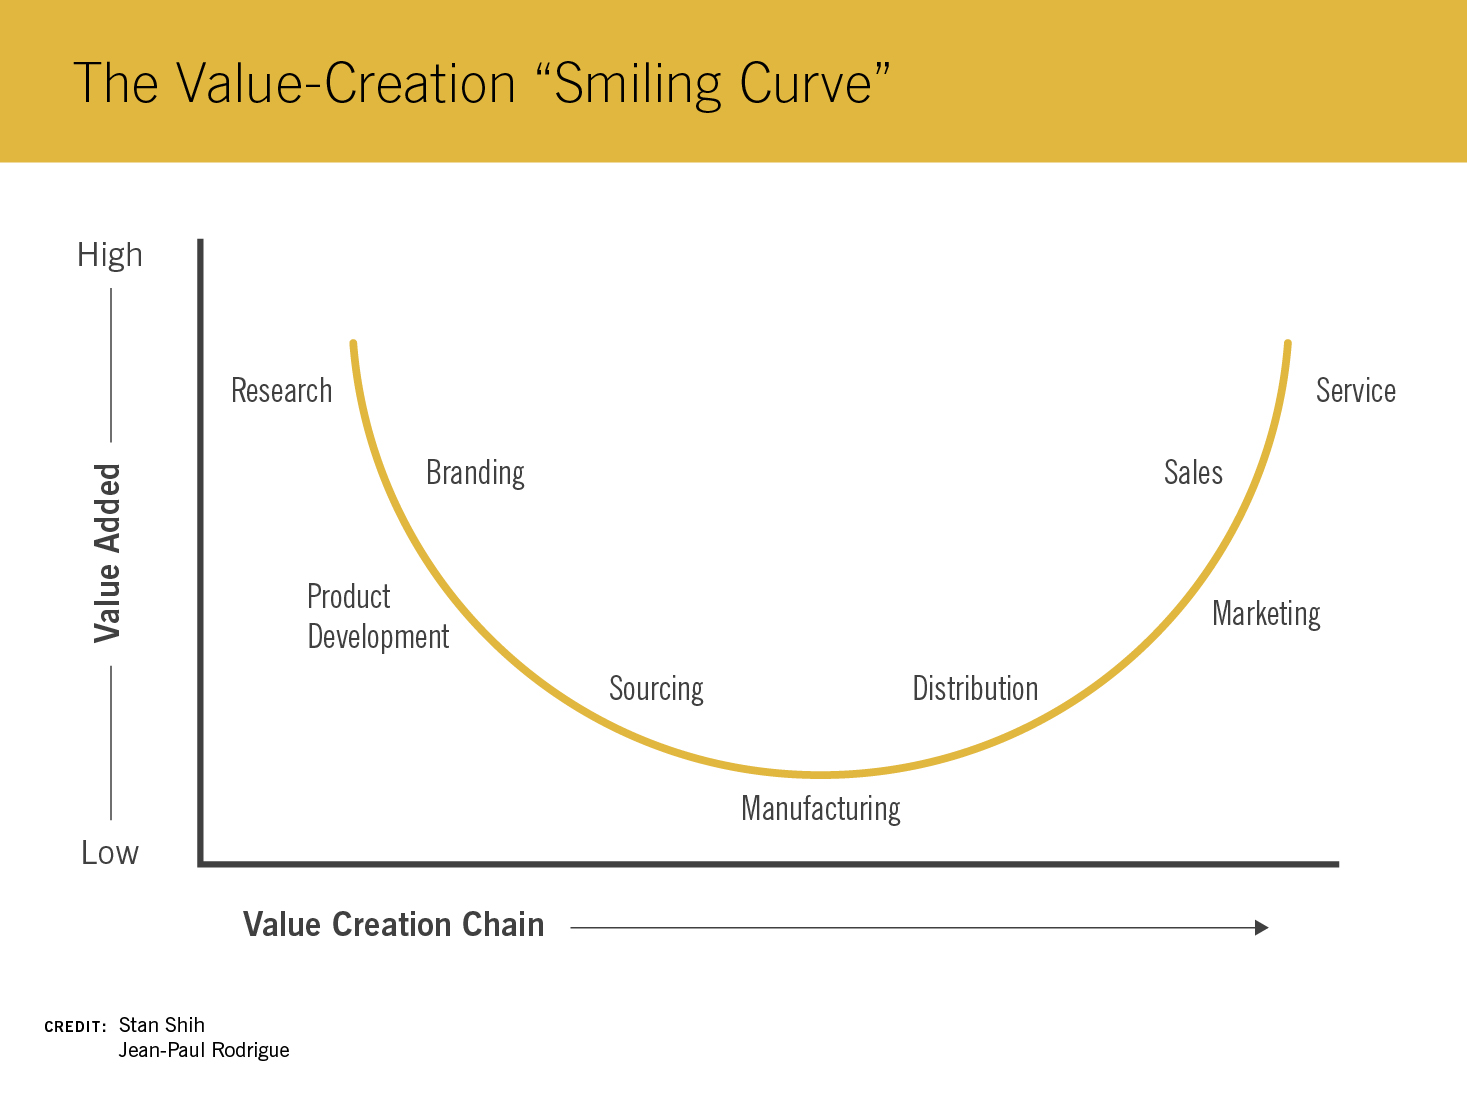 The Value-Creation “Smiling Curve”
High
Value Added
Low
Research
Service
Branding
Sales
Product
Development
Marketing
Sourcing
Distribution
Manufacturing
Value Creation Chain
CREDIT: Stan Shih
Jean-Paul Rodrigue